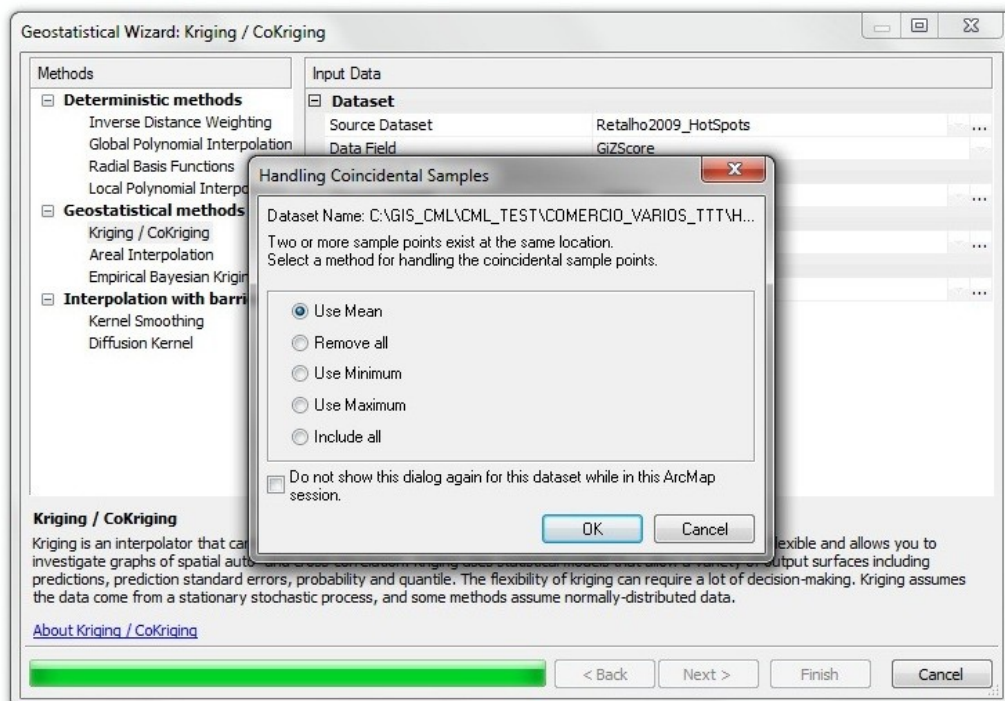 Geostatistical Wizard: Kriging / CoKriging
Methods
Deterministic methods
Inverse Distance Weighting
Global Polynomial Interpolation
Radial Basis Functions
Local Polynomial
Geostatistical methods
Kriging / CoKriging
Areal Interpolation
Empirical Bayesian
Interpolation with
Kernel Smoothing
Diffusion Kernel
Input Data
Dataset
Source Dataset Retalho2009_HotSpots ...
Data Field GiZScore
...
...
...
Handling Coincidental Samples
Dataset Name: C:\GIS_CML\CML_TEST\COMERCIO_VARIOS_TTT\H...
Two or more sample points exist at the same location.
Select a method for handling the coincidental sample points.
Use Mean
Remove all
Use Minimum
Use Maximum
Include all
Do not show this dialog again for this dataset while in this ArcMap
session.
OK Cancel
Kriging / CoKriging
Kriging is an interpolator that can and allows you to
investigate graphs of spatial output surfaces including
predictions, prediction standard errors, probability and quantile. The flexibility of kriging can require a lot of decision-making. Kriging assumes
the data come from a stationary stochastic process, and some methods assume normally-distributed data.
About Kriging / CoKriging
< Back Next > Finish Cancel